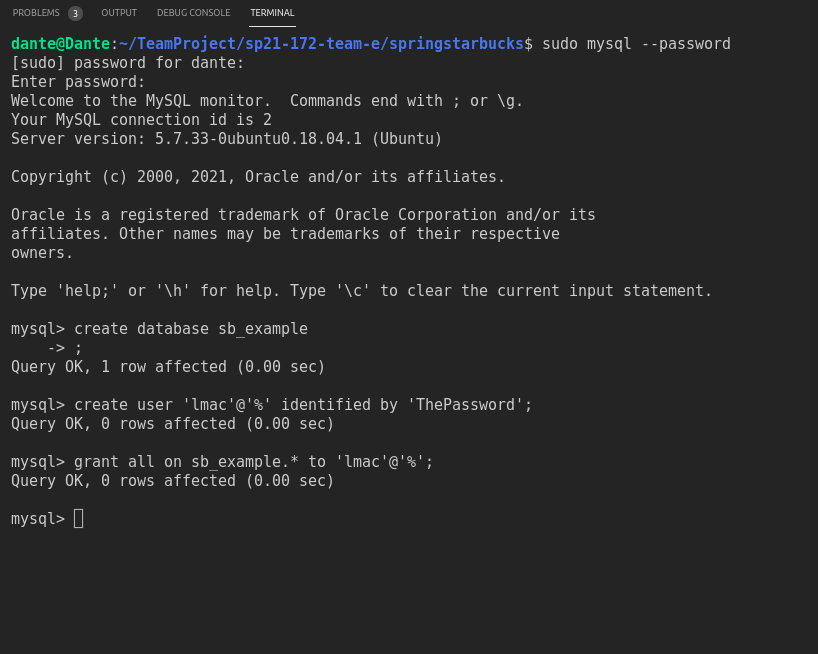 PROBLEMS 3 OUTPUT DEBUG CONSOLE TERMINAL
dante@Dante:~/TeamProject/sp21-172-team-e/springstarbucks$ sudo mysql --password
[sudo] password for dante:
Enter password:
Welcome to the MySQL monitor.  Commands end with ; or \g.
Your MySQL connection id is 2
Server version: 5.7.33-0ubuntu0.18.04.1 (Ubuntu)
Copyright (c) 2000, 2021, Oracle and/or its affiliates.
Oracle is a registered trademark of Oracle Corporation and/or its
affiliates. Other names may be trademarks of their respective
owners.
Type 'help;' or '\h' for help. Type '\c' to clear the current input statement.
mysql> create database sb_example
    -> ;
Query OK, 1 row affected (0.00 sec)
mysql> create user 'lmac'@'%' identified by 'ThePassword';
Query OK, 0 rows affected (0.00 sec)
mysql> grant all on sb_example.* to 'lmac'@'%';
Query OK, 0 rows affected (0.00 sec)
mysql>